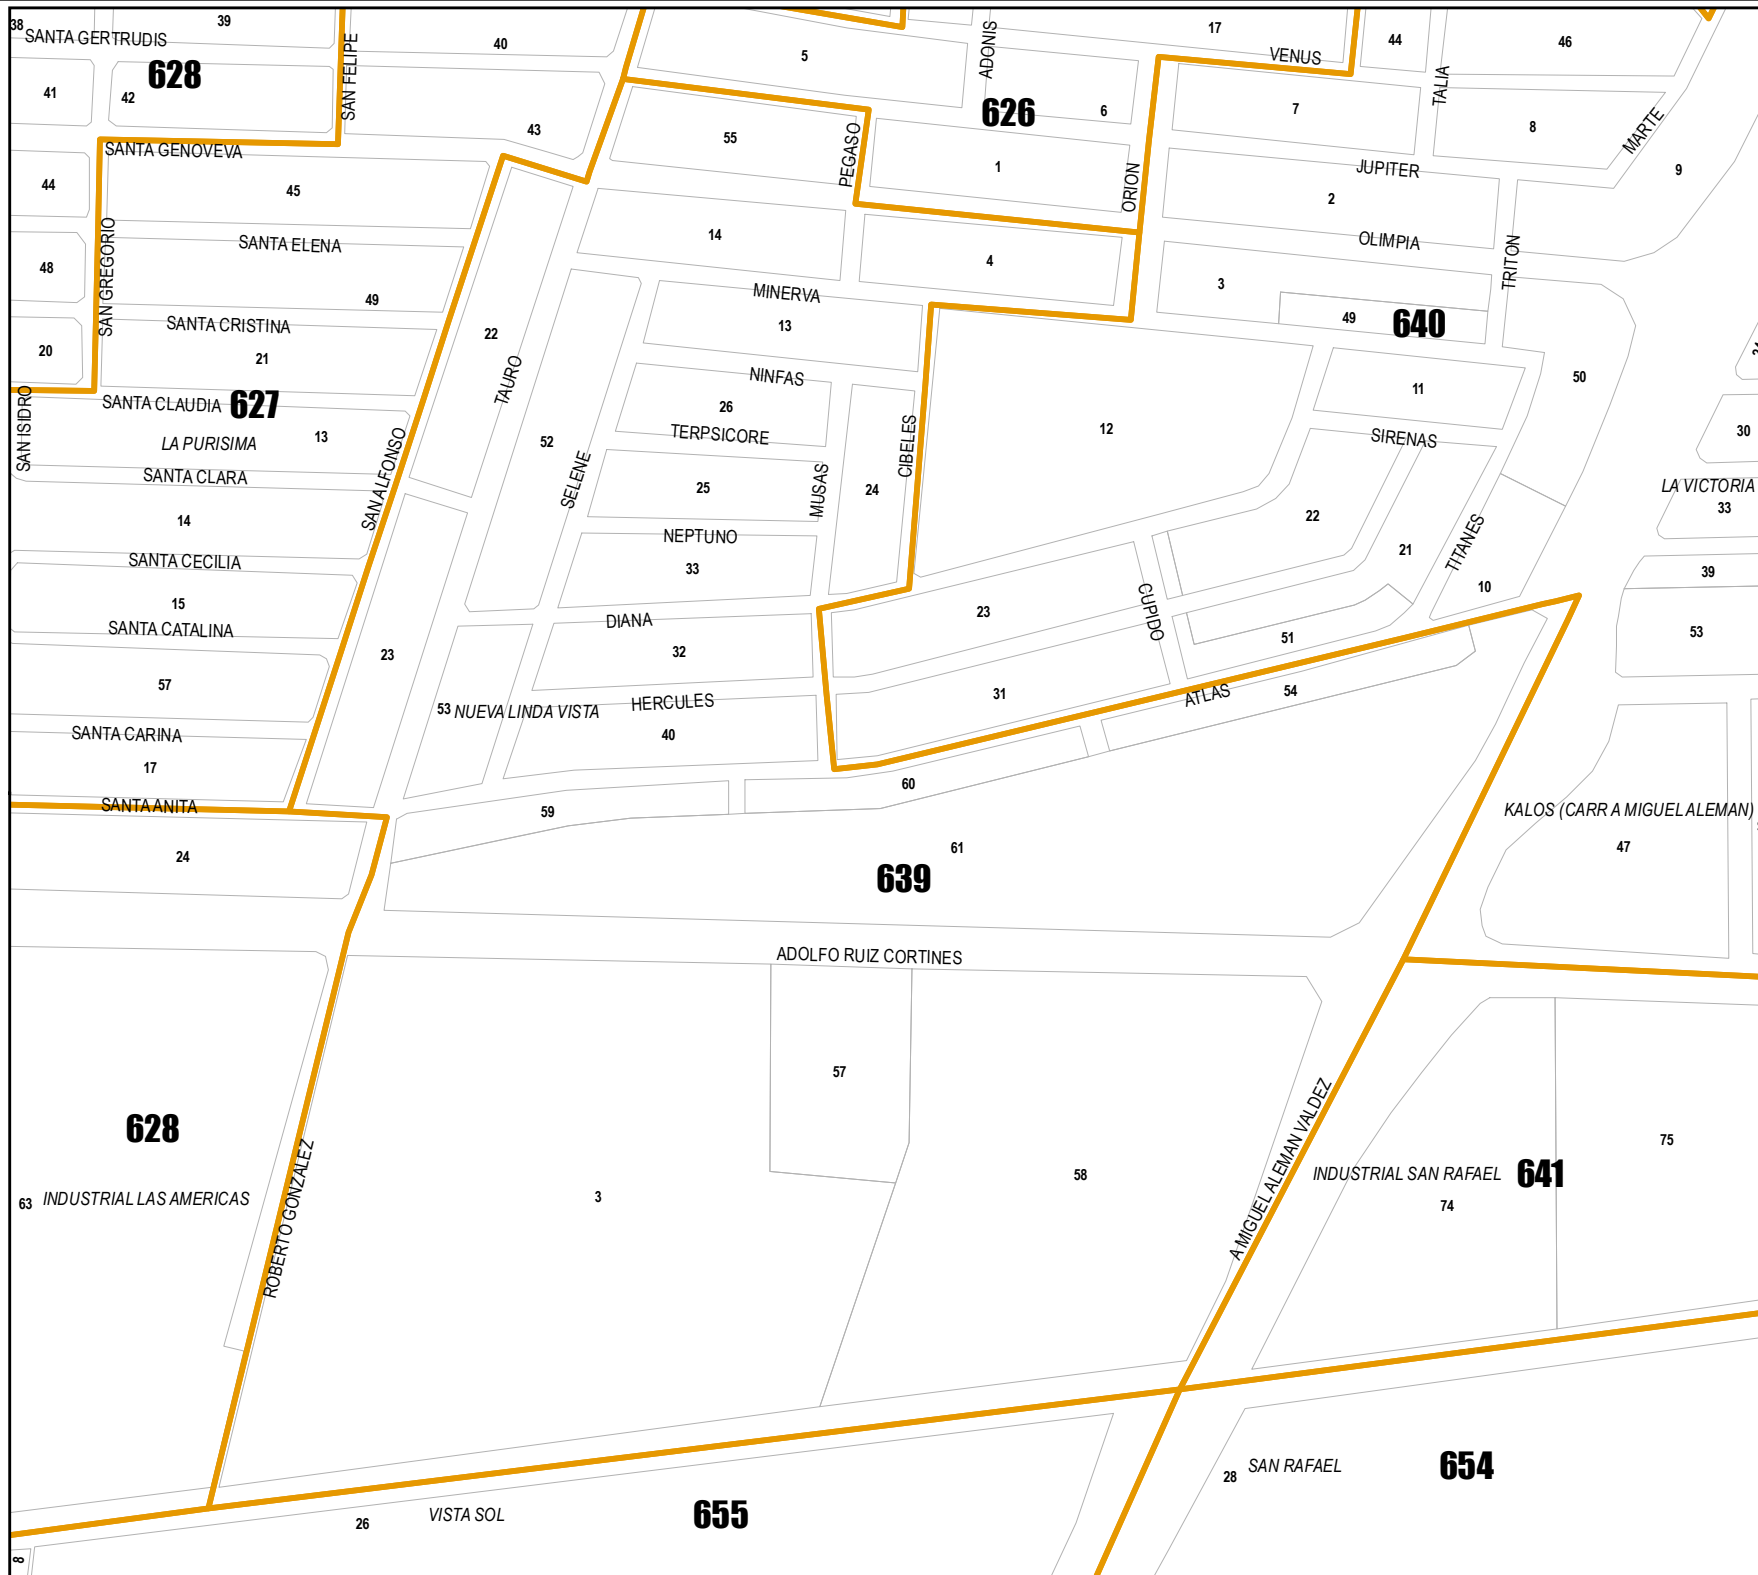 38
39
SANTA GERTRUDIS
628
41
42
SAN FELIPE
40
43
5
ADONIS
17
VENUS
44
46
TALIA
626
6
7
8
MARTE
9
SANTA GENOVEVA
44
45
55
PEGASO
1
ORION
JUPITER
2
SAN GREGORIO
SANTA ELENA
48
49
14
4
OLIMPIA
TRITON
MINERVA
13
3
49
640
SANTA CRISTINA
20
21
22
TAURO
NINFAS
26
TERPSICORE
11
50
SAN ISIDRO
SANTA CLAUDIA
627
LA PURISIMA
13
SAN ALFONSO
SANTA CLARA
14
52
SELENE
25
MUSAS
24
CIBELES
12
SIRENAS
30
LA VICTORIA
33
22
21
TITANES
10
NEPTUNO
33
SANTA CECILIA
15
SANTA CATALINA
DIANA
32
23
CUPIDO
51
39
53
57
23
53
NUEVA LINDA VISTA
HERCULES
40
31
ATLAS
54
SANTA CARINA
17
SANTA ANITA
24
59
60
61
639
KALOS (CARR A MIGUEL ALEMAN)
47
ADOLFO RUIZ CORTINES
57
628
63
INDUSTRIAL LAS AMERICAS
ROBERTO GONZALEZ
3
58
A MIGUEL ALEMAN VALDEZ
INDUSTRIAL SAN RAFAEL
641
74
75
26
VISTA SOL
655
28
SAN RAFAEL
654
8